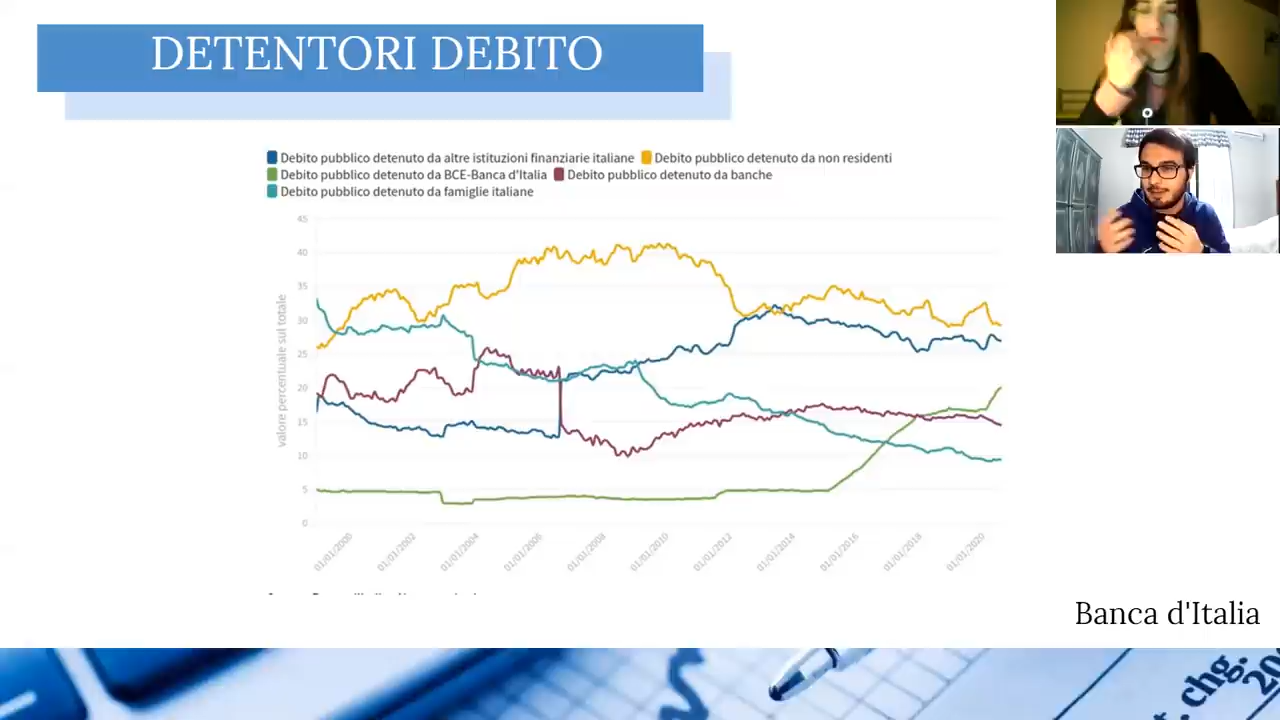 DETENTORI DEBITO
Debito pubblico detenuto da altre istituzioni finanziarie italiane Debito pubblico detenuto da non residenti
Debito pubblico detenuto da BCE-Banca d'Italia Debito pubblico detenuto da banche
Debito pubblico detenuto da famiglie italiane
valore percentuale sul totale
45
40
35
30
25
20
15
10
5
0
01/01/2000 01/01/2002 01/01/2004 01/01/2006 01/01/2008 01/01/2010 01/01/2012 01/01/2014 01/01/2016 01/01/2018 01/01/2020
Banca d'Italia
chg.